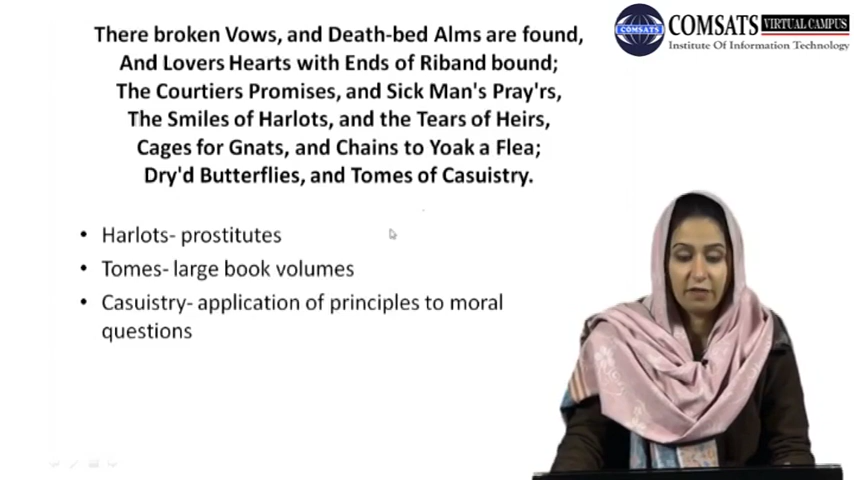 There broken Vows, and Death-bed Alms are found,
And Lovers Hearts with Ends of Riband bound;
The Courtiers Promises, and Sick Man's Pray'rs,
The Smiles of Harlots, and the Tears of Heirs,
Cages for Gnats, and Chains to Yoak a Flea;
Dry'd Butterflies, and Tomes of Casuistry.
• Harlots- prostitutes
• Tomes- large book volumes
• Casuistry- application of principles to moral
questions
COMSATS
COMSATS VIRTUAL CAMPUS
Institute Of Information Technology